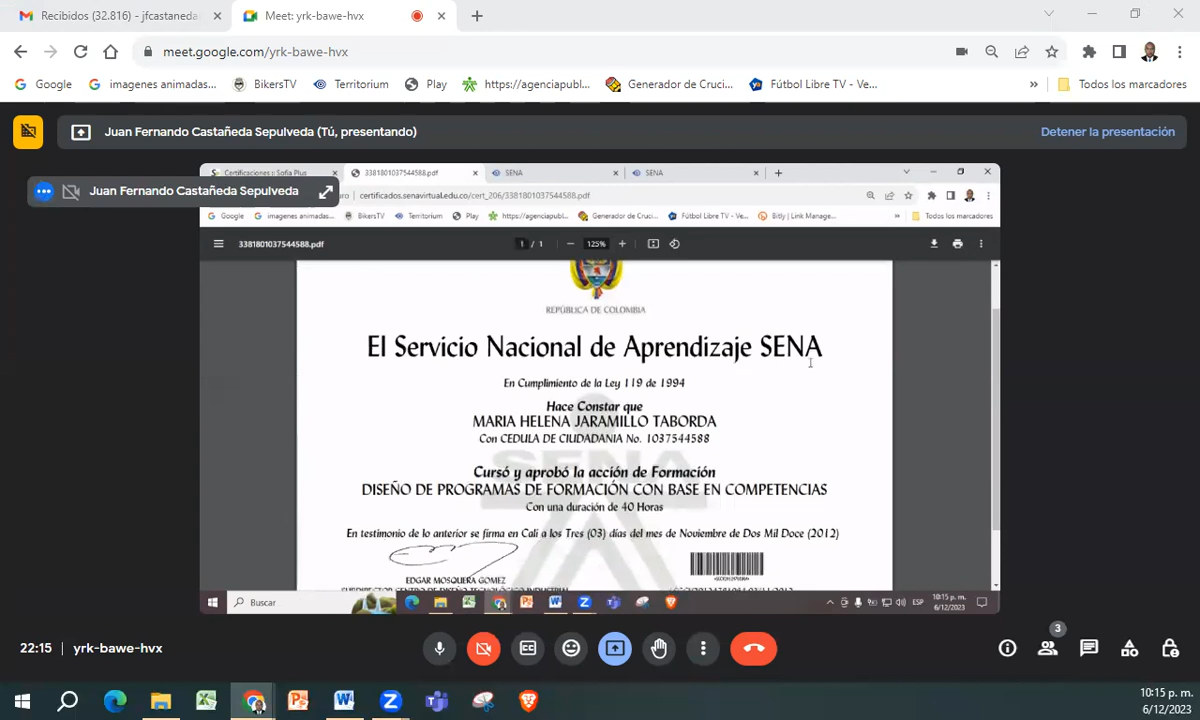 Recibidos (32.816) - jfcastaneda
Meet: yrk-bawe-hvx
meet.google.com/yrk-bawe-hvx
Google
imagenes animadas...
BikersTV
Territorium
Play
https://agenciapubl...
Generador de Cruci...
Fútbol Libre TV - Ve...
»
Todos los marcadores
Juan Fernando Castañeda Sepulveda (Tú, presentando)
Detener la presentación
Juan Fernando Castañeda Sepulveda
Certificaciones :: Sofia Plus
3381801037544588.pdf
SENA
SENA
certificados.senavirtual.edu.co/cert_206/3381801037544588.pdf
Google
imagenes animadas...
BikersTV
Territorium
Play
https://agenciapubl...
Generador de Cruci...
Fútbol Libre TV - Ve...
Bitly | Link Manage...
»
Todos los marcadores
3381801037544588.pdf
1 / 1
125%
REPÚBLICA DE COLOMBIA
El Servicio Nacional de Aprendizaje SENA
En Cumplimiento de la Ley 119 de 1994
Hace Constar que
MARIA HELENA JARAMILLO TABORDA
Con CEDULA DE CIUDADANIA No. 1037544588
SENA
Cursó y aprobó la acción de Formación
DISEÑO DE PROGRAMAS DE FORMACIÓN CON BASE EN COMPETENCIAS
Con una duración de 40 Horas
En testimonio de lo anterior se firma en Cali a los Tres (03) días del mes de Noviembre de Dos Mil Doce (2012)
EDGAR MOSQUERA GOMEZ
SUBDIRECTOR CENTRO DE DISEÑO TECNOLOGICO INDUSTRIAL
Buscar
ESP
10:15 p. m.
6/12/2023
22:15 | yrk-bawe-hvx
3
10:15 p. m.
6/12/2023